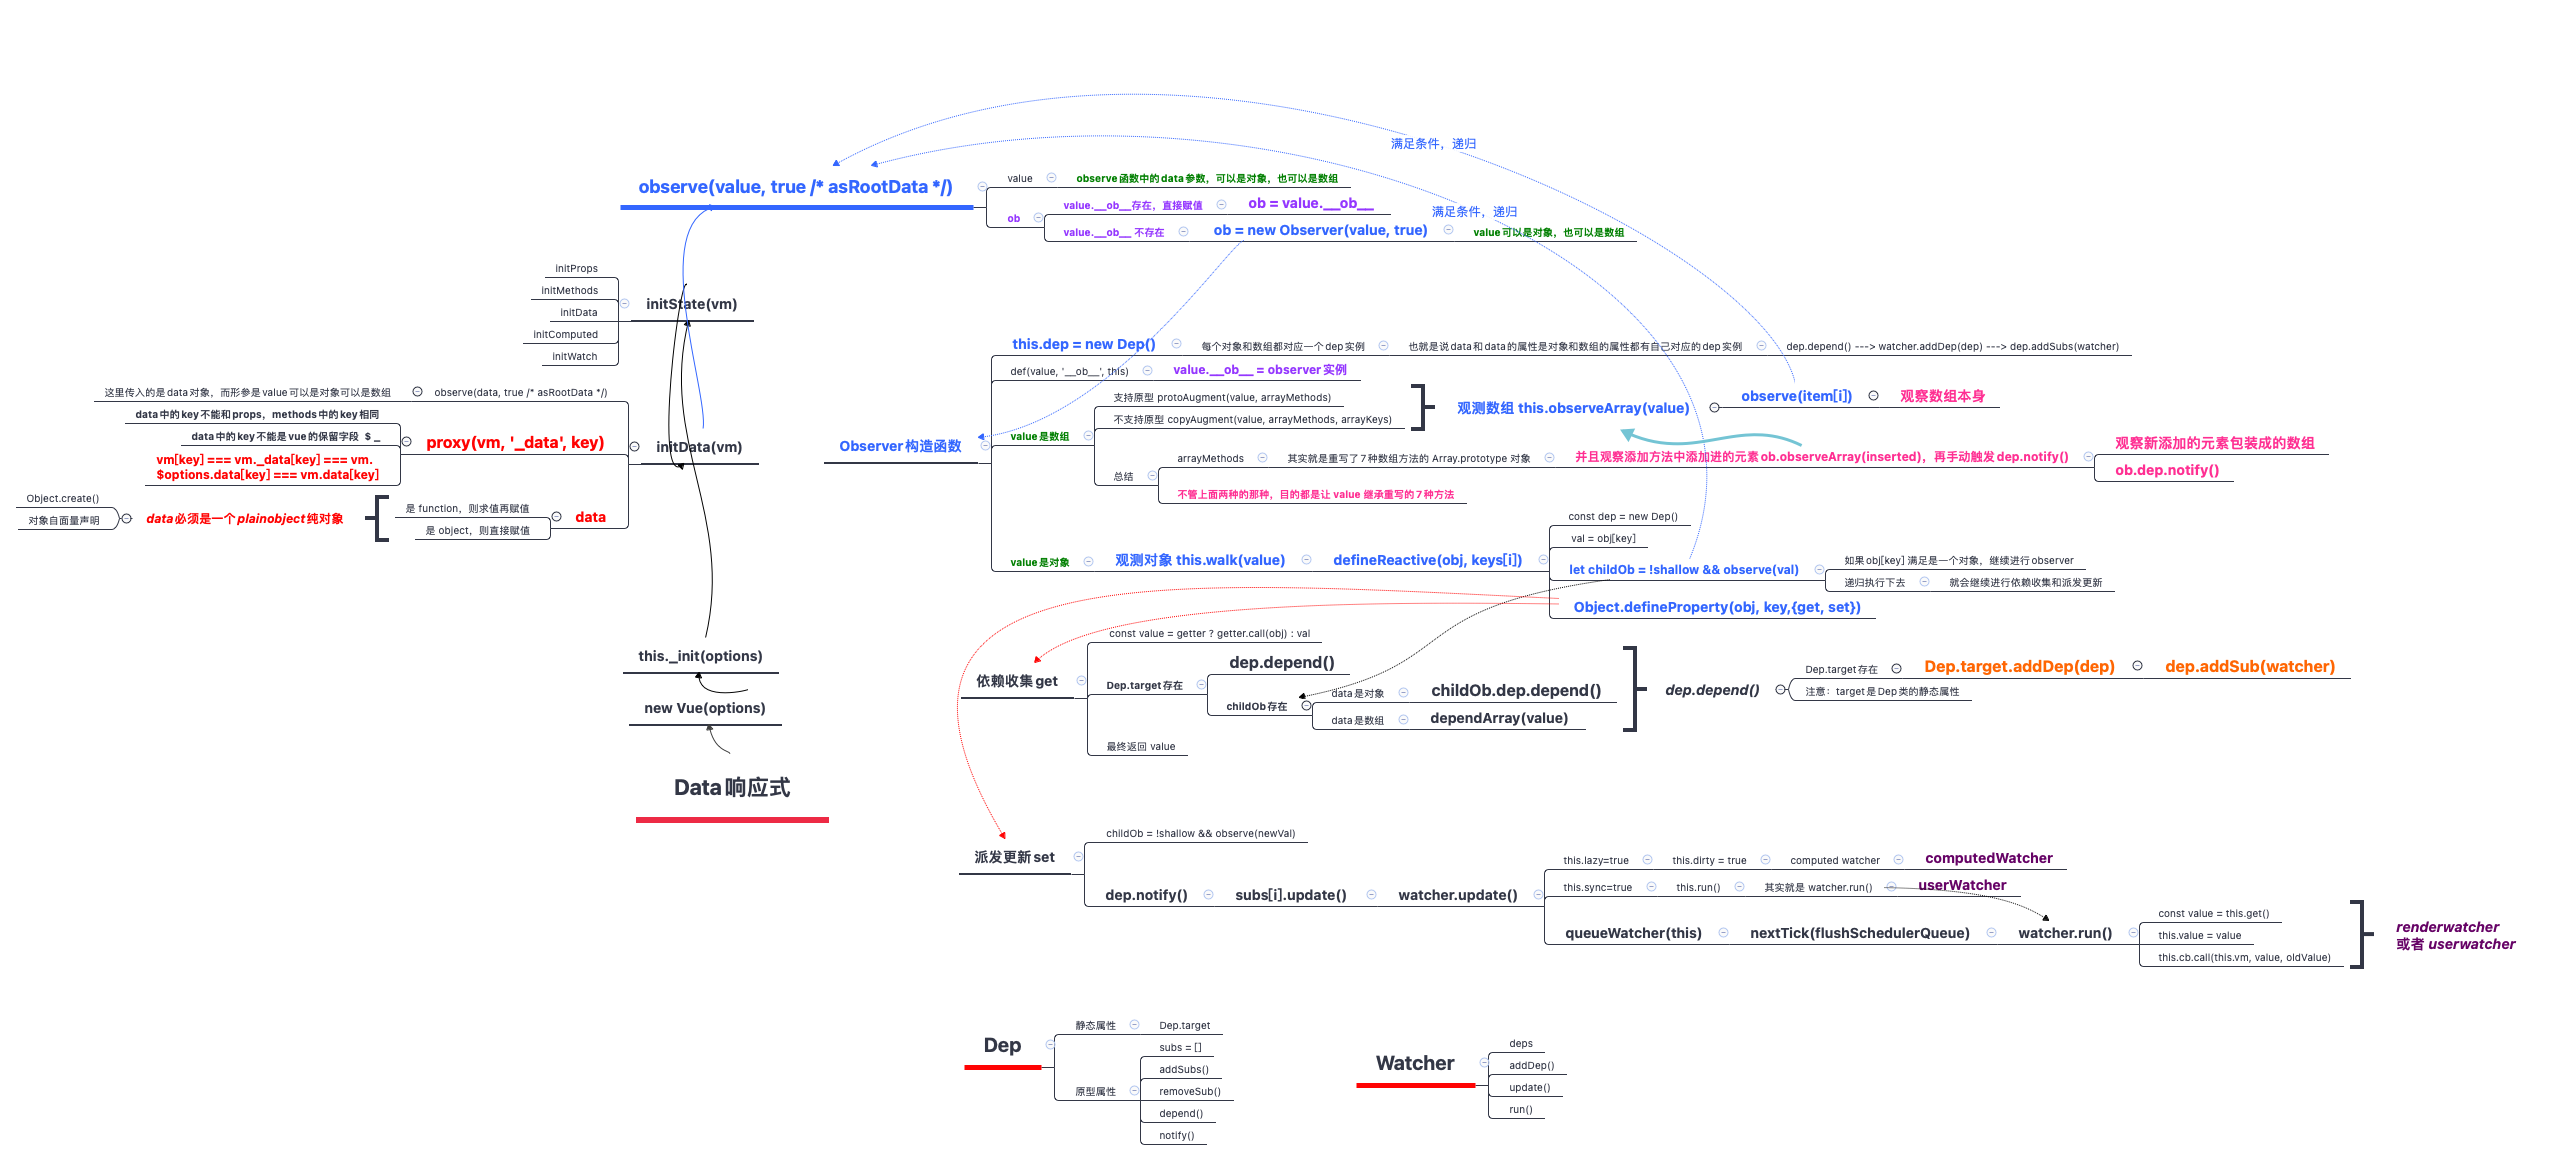 满足条件，递归
observe(value, true /* asRootData */)
value
observe 函数中的 data 参数，可以是对象，也可以是数组
ob
value.__ob__存在，直接赋值
ob = value.__ob__
满足条件，递归
value.__ob__ 不存在
ob = new Observer(value, true)
value可以是对象，也可以是数组
initProps
initMethods
initData
initComputed
initWatch
initState(vm)
这里传入的是 data 对象，而形参是 value 可以是对象可以是数组
observe(data, true /* asRootData */)
data 中的 key 不能和 props，methods 中的 key 相同
data 中的 key 不能是 vue 的保留字段 $ _
vm[key] === vm._data[key] === vm.
$options.data[key] === vm.data[key]
proxy(vm, '_data', key)
initData(vm)
Object.create()
对象自面量声明
data 必须是一个 plainobject 纯对象
是 function，则求值再赋值
是 object，则直接赋值
data
this._init(options)
new Vue(options)
Data 响应式
Observer 构造函数
this.dep = new Dep()
每个对象和数组都对应一个 dep 实例
也就是说 data 和 data 的属性是对象和数组的属性都有自己对应的 dep 实例
dep.depend() ---> watcher.addDep(dep) ---> dep.addSubs(watcher)
def(value, '__ob__', this)
value.__ob__ = observer 实例
value 是数组
支持原型 protoAugment(value, arrayMethods)
不支持原型 copyAugment(value, arrayMethods, arrayKeys)
观测数组 this.observeArray(value)
observe(item[i])
观察数组本身
总结
arrayMethods
其实就是重写了 7 种数组方法的 Array.prototype 对象
并且观察添加方法中添加进的元素 ob.observeArray(inserted)，再手动触发 dep.notify()
观察新添加的元素包装成的数组
ob.dep.notify()
不管上面两种的那种，目的都是让 value 继承重写的 7 种方法
value 是对象
观测对象 this.walk(value)
defineReactive(obj, keys[i])
const dep = new Dep()
val = obj[key]
let childOb = !shallow && observe(val)
如果 obj[key] 满足是一个对象，继续进行 observer
递归执行下去
就会继续进行依赖收集和派发更新
Object.defineProperty(obj, key,{get, set})
依赖收集 get
const value = getter ? getter.call(obj) : val
Dep.target 存在
dep.depend()
childOb 存在
data 是对象
childOb.dep.depend()
data 是数组
dependArray(value)
最终返回 value
dep.depend()
Dep.target 存在
Dep.target.addDep(dep)
dep.addSub(watcher)
注意：target 是 Dep 类的静态属性
派发更新 set
childOb = !shallow && observe(newVal)
dep.notify()
subs[i].update()
watcher.update()
this.lazy=true
this.dirty = true
computed watcher
computedWatcher
this.sync=true
this.run()
其实就是 watcher.run()
userWatcher
queueWatcher(this)
nextTick(flushSchedulerQueue)
watcher.run()
const value = this.get()
this.value = value
this.cb.call(this.vm, value, oldValue)
renderwatcher
或者 userwatcher
Dep
静态属性
Dep.target
原型属性
subs = []
addSubs()
removeSub()
depend()
notify()
Watcher
deps
addDep()
update()
run()